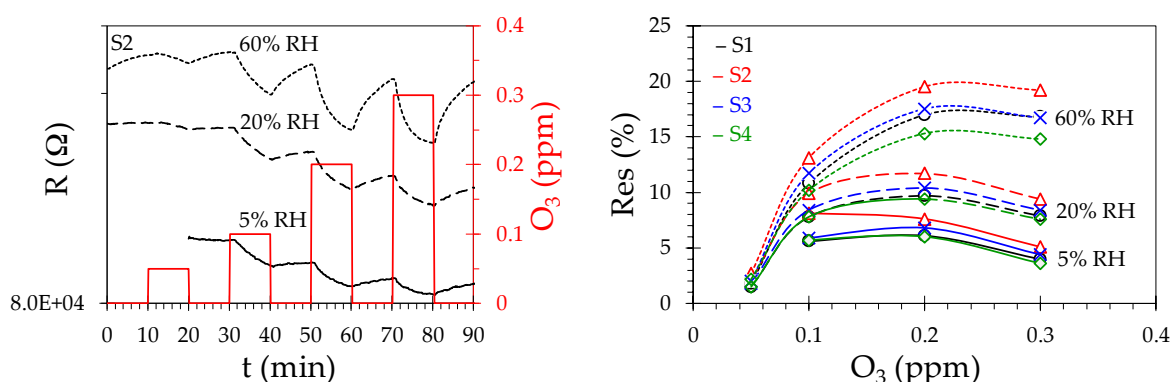 S2
60% RH
20% RH
5% RH
R (Ω)
8.0E+04
0 10 20 30 40 50 60 70 80 90
t (min)
0.4
0.3
0.2
0.1
0
O3 (ppm)
25
20
15
10
5
0
Res (%)
– S1
– S2
– S3
– S4
60% RH
20% RH
5% RH
0 0.1 0.2 0.3 0.4
O3 (ppm)